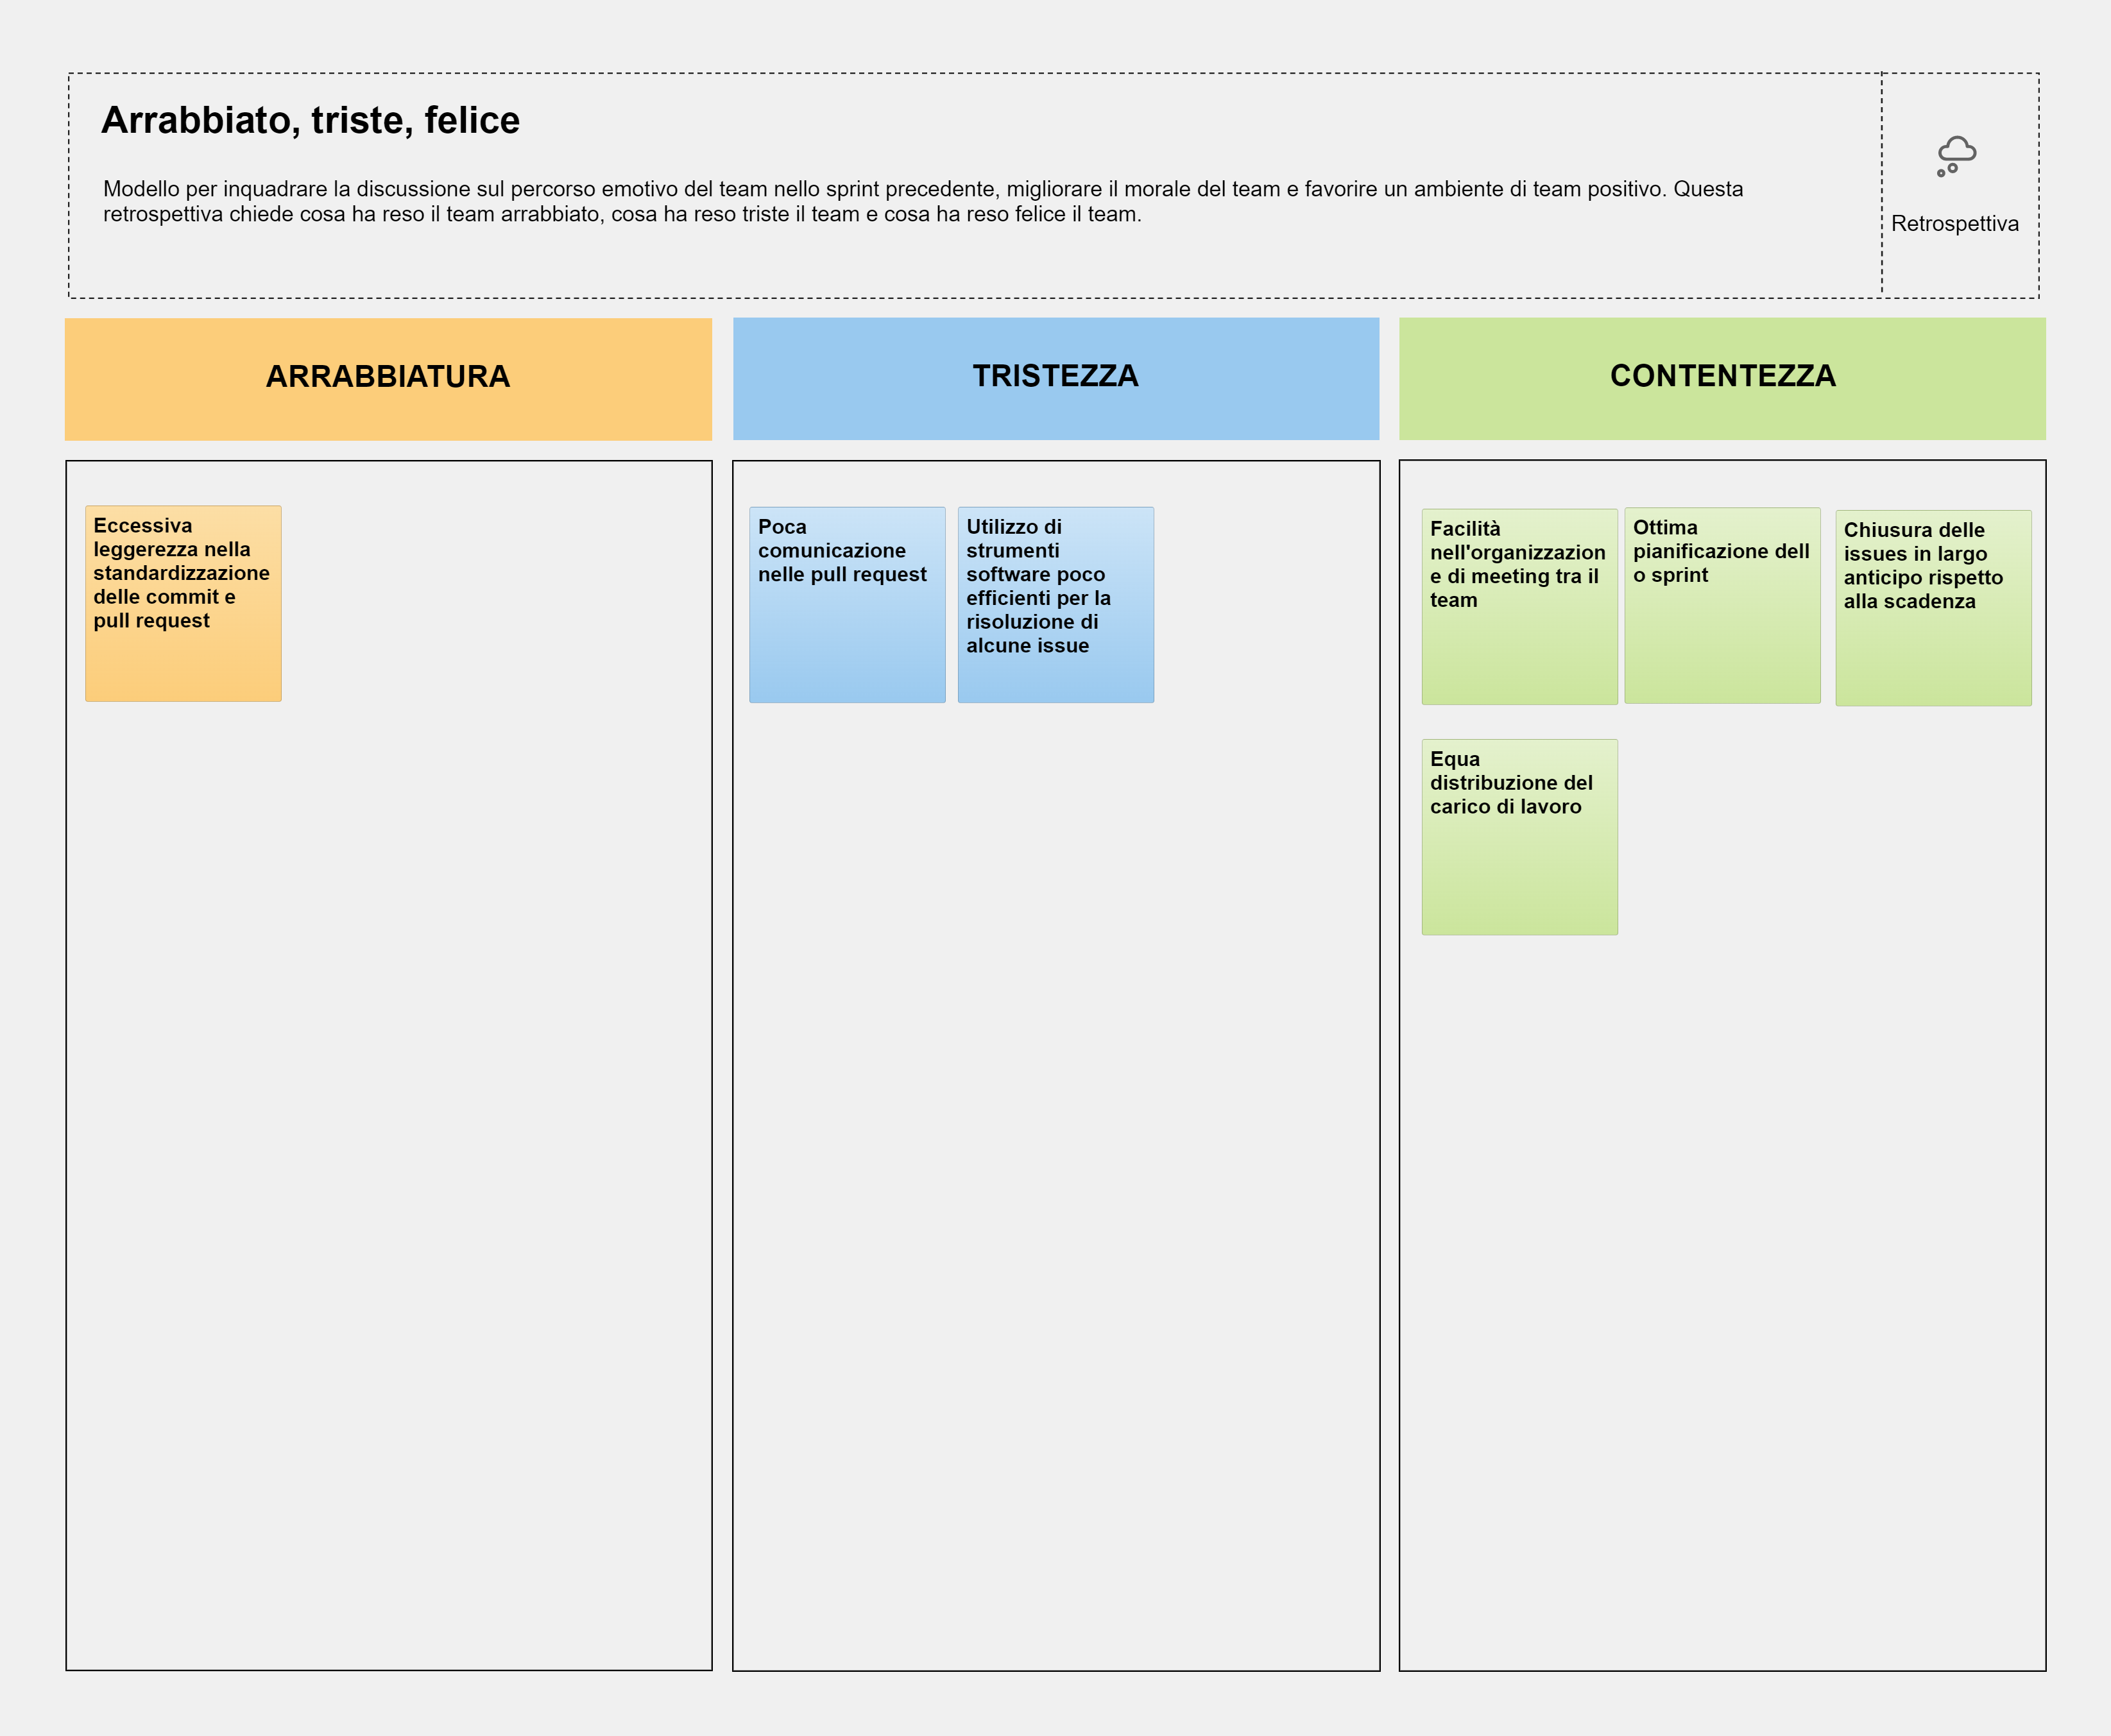 Arrabbiato, triste, felice
Modello per inquadrare la discussione sul percorso emotivo del team nello sprint precedente, migliorare il morale del team e favorire un ambiente di team positivo. Questa
retrospettiva chiede cosa ha reso il team arrabbiato, cosa ha reso triste il team e cosa ha reso felice il team.
Retrospettiva
ARRABBIATURA
TRISTEZZA
CONTENTEZZA
Eccessiva
leggerezza nella
standardizzazione
delle commit e
pull request
Poca
comunicazione
nelle pull request
Utilizzo di
strumenti
software poco
efficienti per la
risoluzione di
alcune issue
Facilità
nell'organizzazion
e di meeting tra il
team
Ottima
pianificazione dell
o sprint
Chiusura delle
issues in largo
anticipo rispetto
alla scadenza
Equa
distribuzione del
carico di lavoro